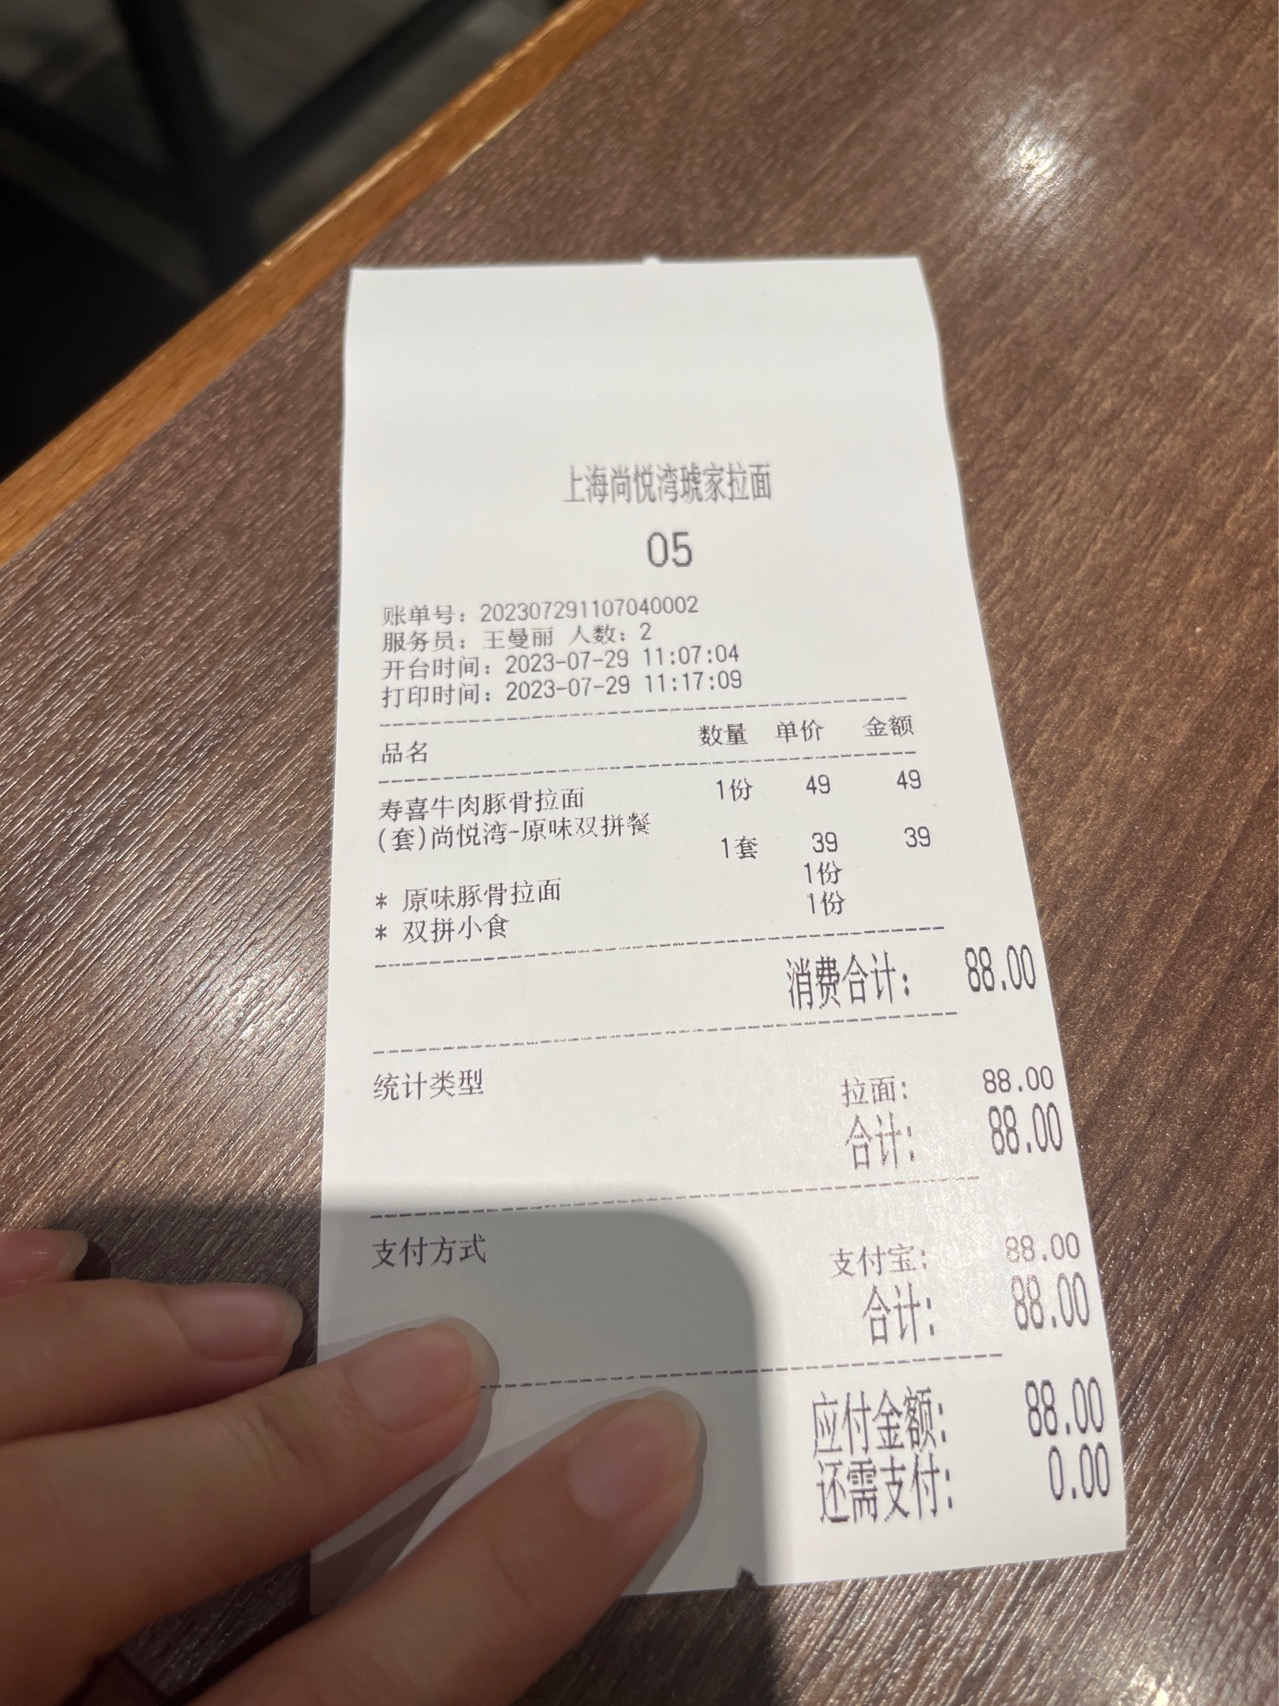 上海尚悦湾琥家拉面
05
账单号：202307291107040002
服务员：王曼丽 人数：2
开台时间：2023-07-29 11:07:04
打印时间：2023-07-29 11:17:09
品名 数量 单价 金额
寿喜牛肉豚骨拉面 1份 49 49
(套)尚悦湾-原味双拼餐
1套 39 39
* 原味豚骨拉面 1份
* 双拼小食 1份
消费合计： 88.00
统计类型 拉面： 88.00
合计： 88.00
支付方式 支付宝： 88.00
合计： 88.00
应付金额： 88.00
还需支付： 0.00